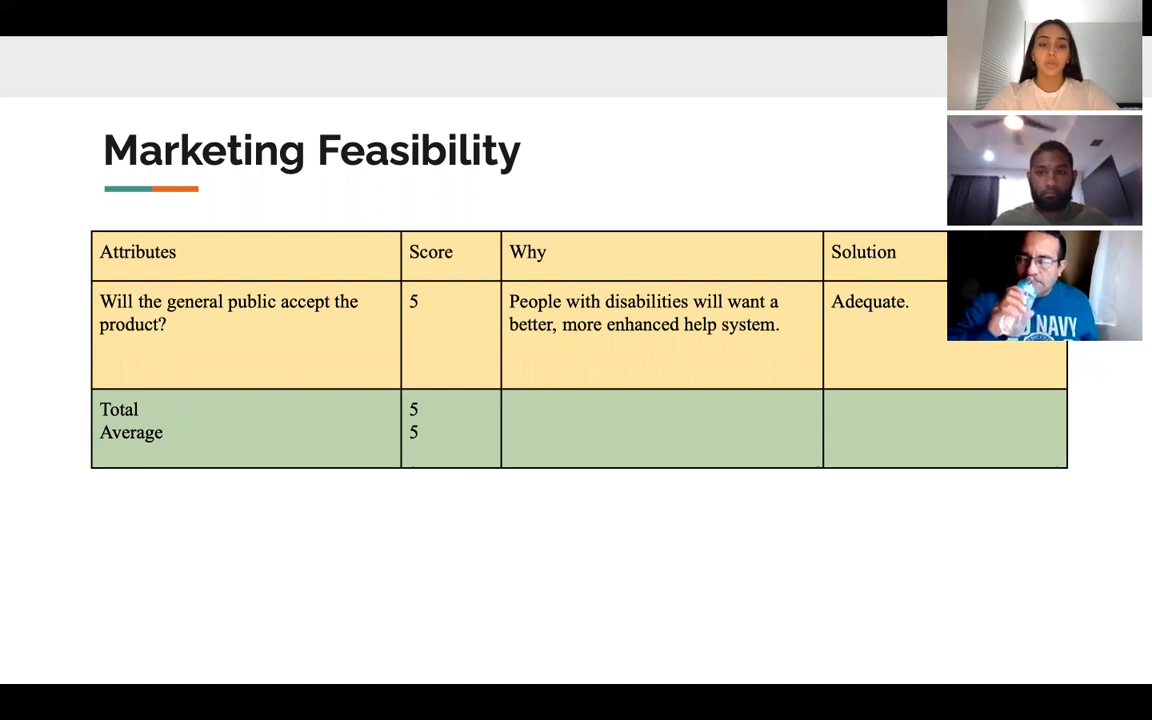 Marketing Feasibility
Attributes
Score
Why
Solution
Will the general public accept the
product?
5
People with disabilities will want a
better, more enhanced help system.
Adequate.
Total
Average
5
5
NAVY